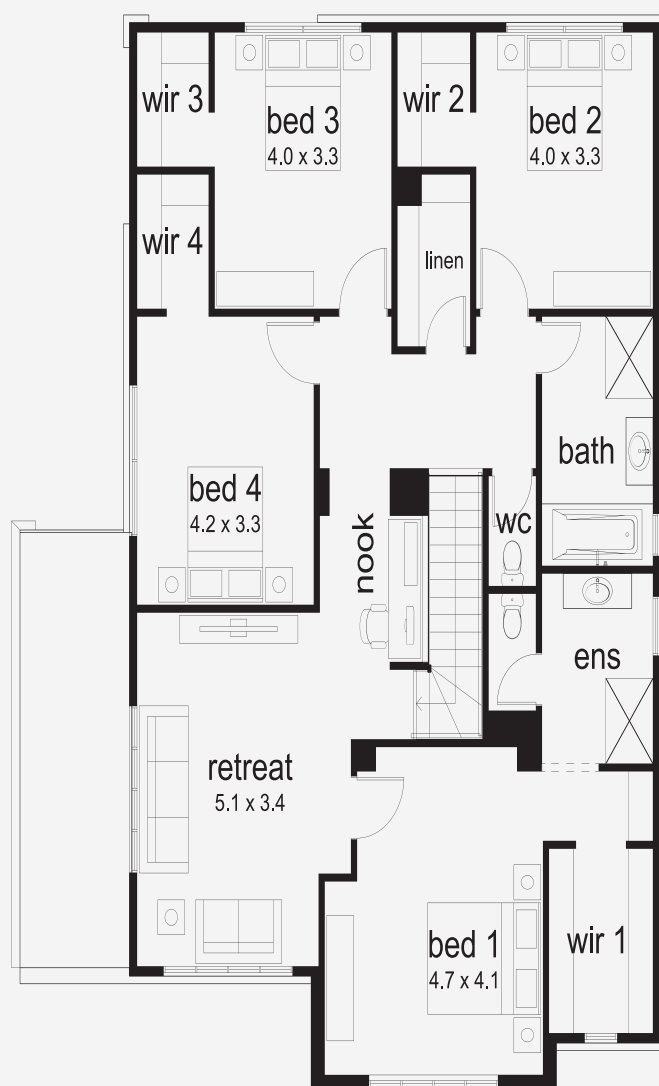 wir 3
bed 3
4.0 x 3.3
wir 2
bed 2
4.0 x 3.3
wir 4
linen
bed 4
4.2 x 3.3
nook
wc
bath
ens
retreat
5.1 x 3.4
bed 1
4.7 x 4.1
wir 1